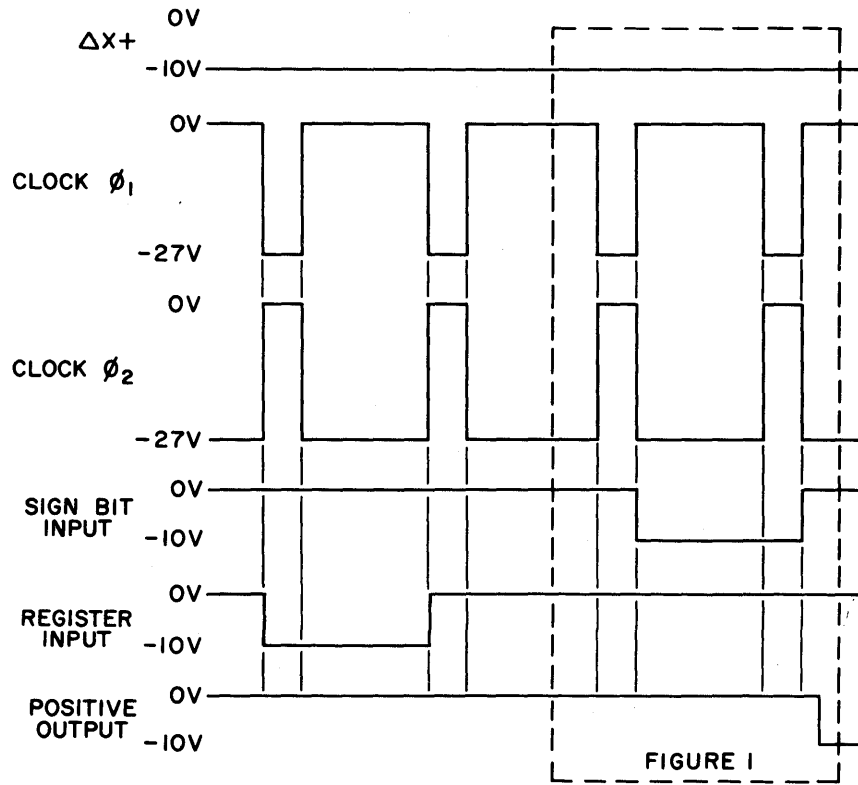 0V
ΔX+
-10V
0V
CLOCK Ø1
-27V
0V
CLOCK Ø2
-27V
0V
SIGN BIT
INPUT
-10V
0V
REGISTER
INPUT
-10V
0V
POSITIVE
OUTPUT
-10V
FIGURE 1